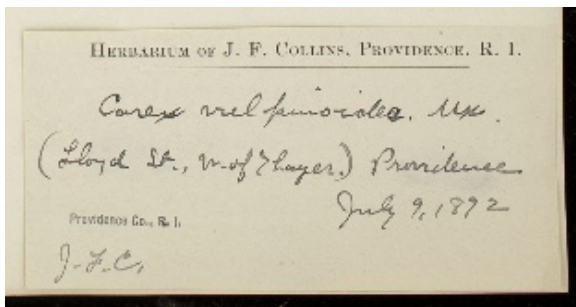 HERBARIUM OF J. F. COLLINS, PROVIDENCE, R. I.
Carex vulpinoidea. Mx.
(Lloyd St., W. of Thayer.) Providence
July 9, 1892
Providence Co., R. I.
J. F. C.